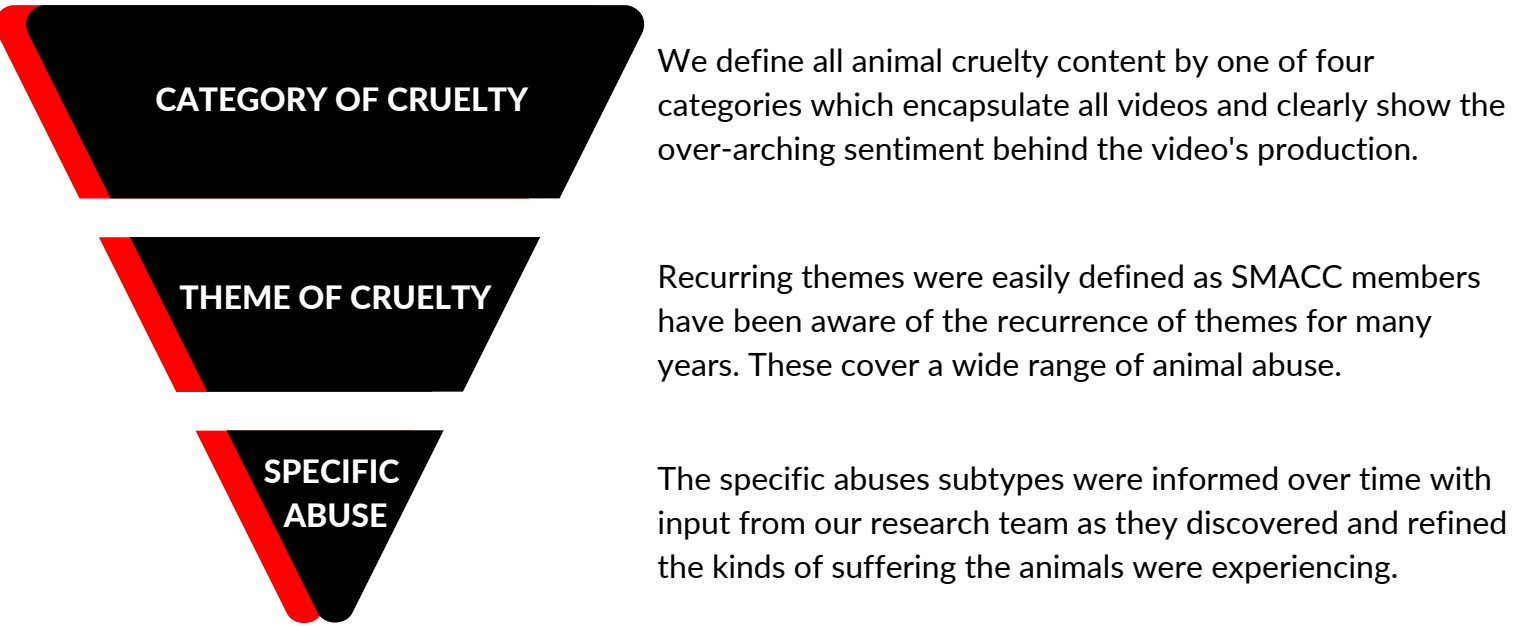 CATEGORY OF CRUELTY
We define all animal cruelty content by one of four
categories which encapsulate all videos and clearly show the
over-arching sentiment behind the video's production.
THEME OF CRUELTY
Recurring themes were easily defined as SMACC members
have been aware of the recurrence of themes for many
years. These cover a wide range of animal abuse.
SPECIFIC
ABUSE
The specific abuses subtypes were informed over time with
input from our research team as they discovered and refined
the kinds of suffering the animals were experiencing.